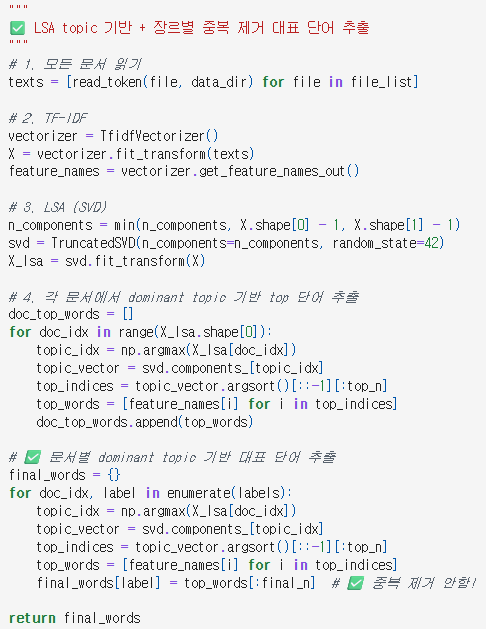 """
✅ LSA topic 기반 + 장르별 중복 제거 대표 단어 추출
"""
# 1. 모든 문서 읽기
texts = [read_token(file, data_dir) for file in file_list]

# 2. TF-IDF
vectorizer = TfidfVectorizer()
X = vectorizer.fit_transform(texts)
feature_names = vectorizer.get_feature_names_out()

# 3. LSA (SVD)
n_components = min(n_components, X.shape[0] - 1, X.shape[1] - 1)
svd = TruncatedSVD(n_components=n_components, random_state=42)
X_lsa = svd.fit_transform(X)

# 4. 각 문서에서 dominant topic 기반 top 단어 추출
doc_top_words = []
for doc_idx in range(X_lsa.shape[0]):
    topic_idx = np.argmax(X_lsa[doc_idx])
    topic_vector = svd.components_[topic_idx]
    top_indices = topic_vector.argsort()[::-1][:top_n]
    top_words = [feature_names[i] for i in top_indices]
    doc_top_words.append(top_words)

# ✅ 문서별 dominant topic 기반 대표 단어 추출
final_words = {}
for doc_idx, label in enumerate(labels):
    topic_idx = np.argmax(X_lsa[doc_idx])
    topic_vector = svd.components_[topic_idx]
    top_indices = topic_vector.argsort()[::-1][:top_n]
    top_words = [feature_names[i] for i in top_indices]
    final_words[label] = top_words[:final_n]  # ✅ 중복 제거 안함!

return final_words